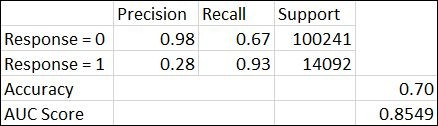 Precision Recall Support
Response = 0 0.98 0.67 100241
Response = 1 0.28 0.93 14092
Accuracy 0.70
AUC Score 0.8549